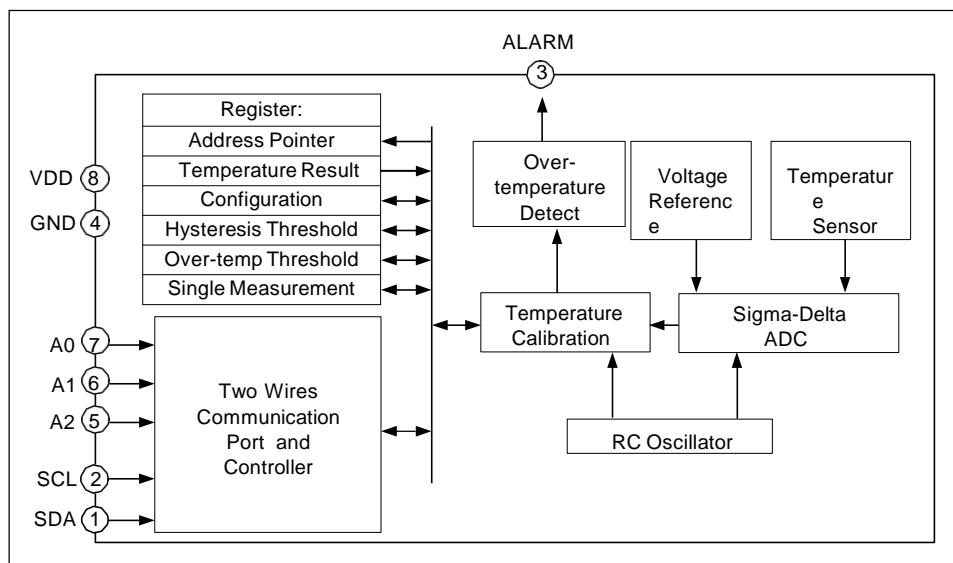 ALARM
3
Register:
Address Pointer
Temperature Result
Configuration
Hysteresis Threshold
Over-temp Threshold
Single Measurement
VDD 8
GND 4
Over-
temperature
Detect
Voltage
Referenc
e
Temperatur
e
Sensor
Temperature
Calibration
Sigma-Delta
ADC
RC Oscillator
A0 7
A1 6
A2 5
SCL 2
SDA 1
Two Wires
Communication
Port and
Controller